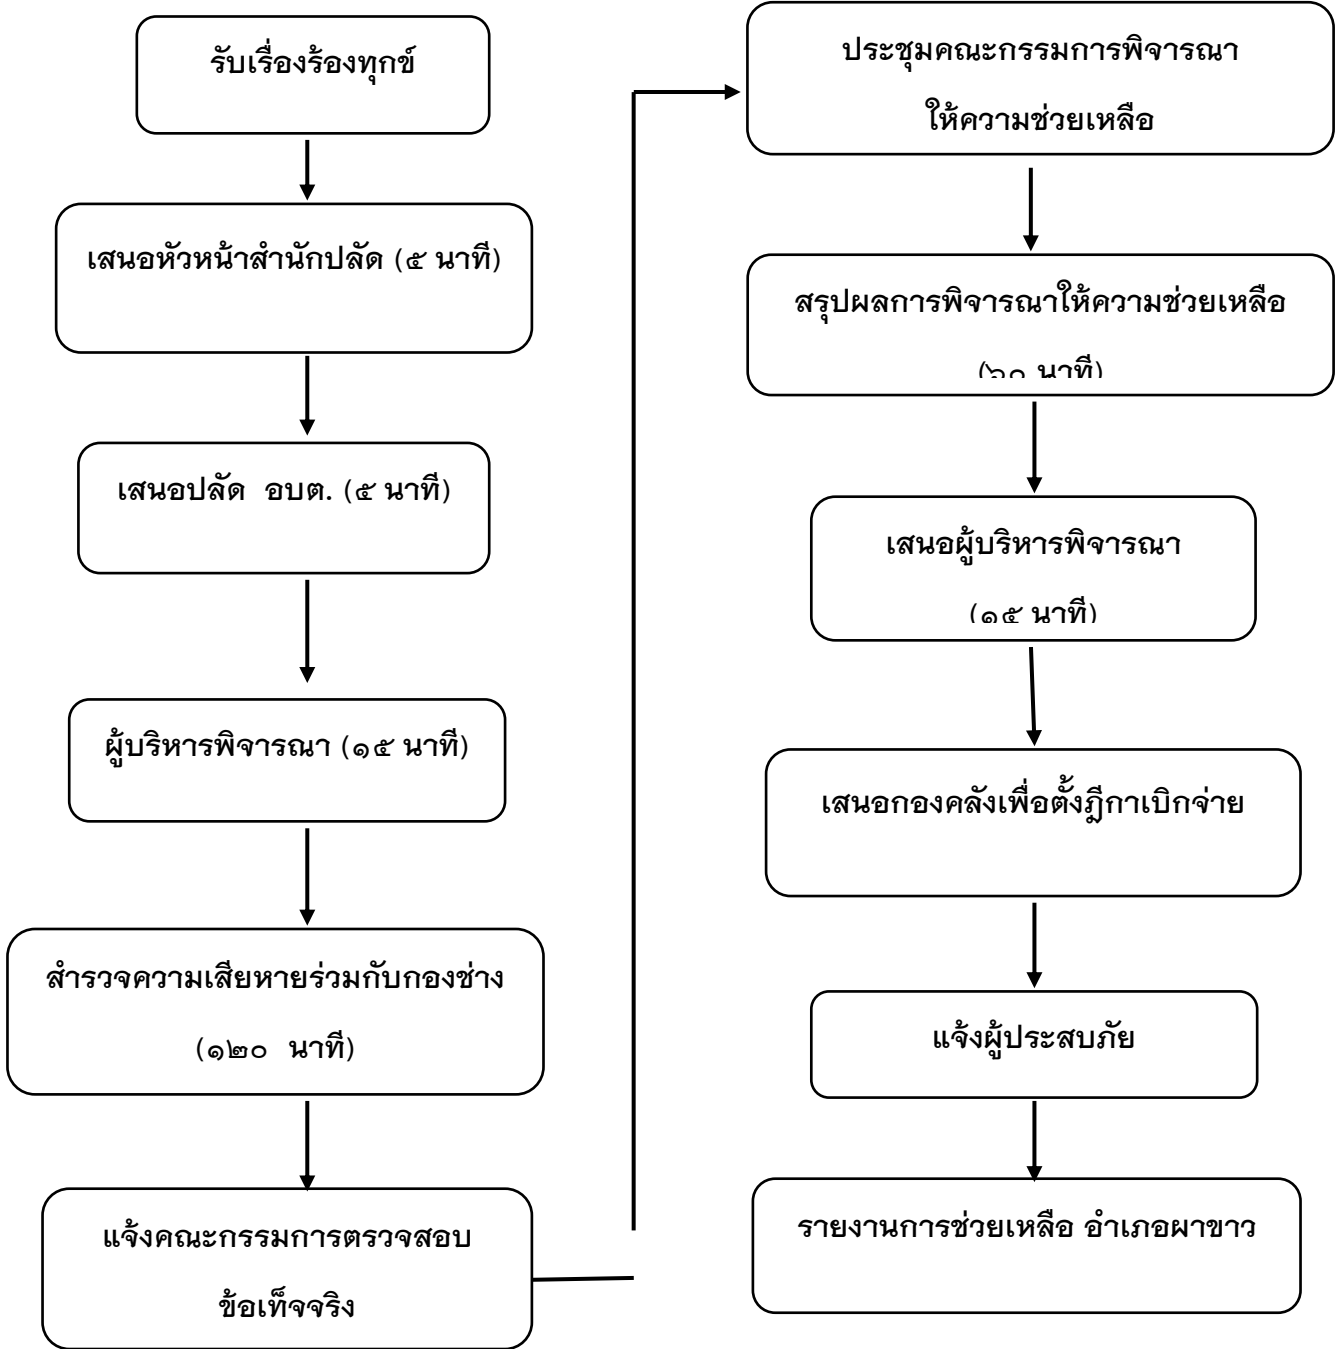 รับเรื่องร้องทุกข์
เสนอหัวหน้าสำนักปลัด (๕ นาที)
เสนอปลัด อบต. (๕ นาที)
ผู้บริหารพิจารณา (๑๕ นาที)
สำรวจความเสียหายร่วมกับกองช่าง
(๑๒๐ นาที)
แจ้งคณะกรรมการตรวจสอบ
ข้อเท็จจริง
ประชุมคณะกรรมการพิจารณา
ให้ความช่วยเหลือ
สรุปผลการพิจารณาให้ความช่วยเหลือ
(๖๐ นาที)
เสนอผู้บริหารพิจารณา
(๑๕ นาที)
เสนอกองคลังเพื่อตั้งฎีกาเบิกจ่าย
แจ้งผู้ประสบภัย
รายงานการช่วยเหลือ อำเภอผาขาว